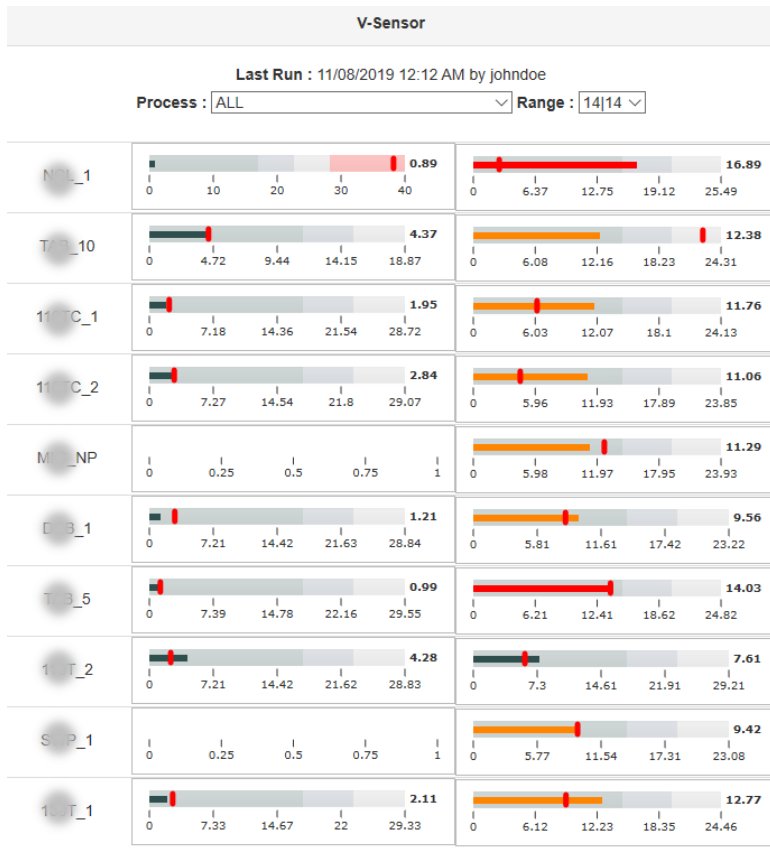 V-Sensor
Last Run : 11/08/2019 12:12 AM by johndoe
Process : ALL Range : 14|14
0.89 16.89
0 10 20 30 40 0 6.37 12.75 19.12 25.49
4.37 12.38
0 4.72 9.44 14.15 18.87 0 6.08 12.16 18.23 24.31
1.95 11.76
0 7.18 14.36 21.54 28.72 0 6.03 12.07 18.1 24.13
2.84 11.06
0 7.27 14.54 21.8 29.07 0 5.96 11.93 17.89 23.85
11.29
0 0.25 0.5 0.75 1 0 5.98 11.97 17.95 23.93
1.21 9.56
0 7.21 14.42 21.63 28.84 0 5.81 11.61 17.42 23.22
0.99 14.03
0 7.39 14.78 22.16 29.55 0 6.21 12.41 18.62 24.82
4.28 7.61
0 7.21 14.42 21.62 28.83 0 7.3 14.61 21.91 29.21
9.42
0 0.25 0.5 0.75 1 0 5.77 11.54 17.31 23.08
2.11 12.77
0 7.33 14.67 22 29.33 0 6.12 12.23 18.35 24.46